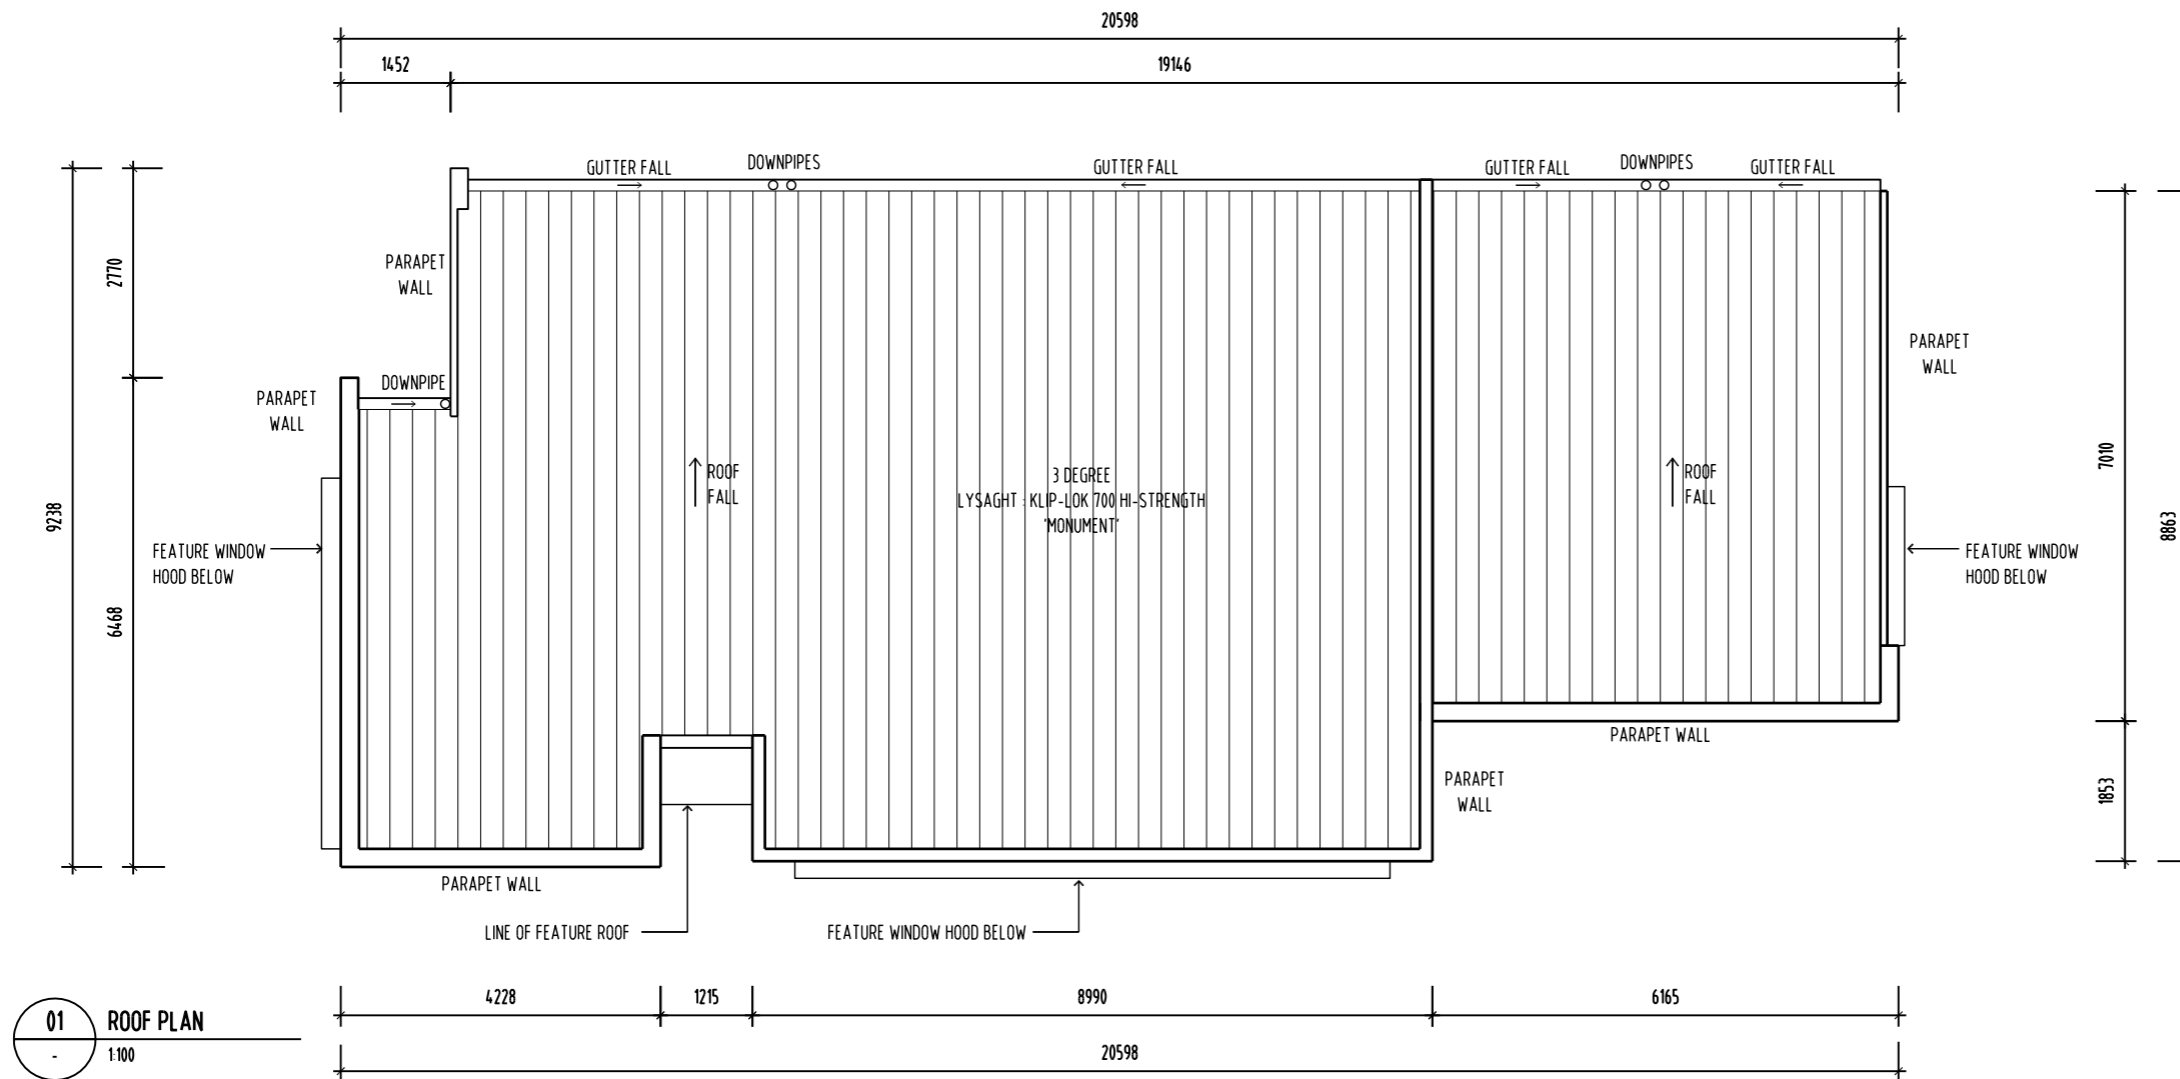 20598
1452
19146
GUTTER FALL
DOWNPIPES
GUTTER FALL
GUTTER FALL
DOWNPIPES
GUTTER FALL
PARAPET
WALL
2770
DOWNPIPE
PARAPET
WALL
PARAPET
WALL
9238
6468
ROOF
FALL
3 DEGREE
LYSAGHT : KLIP-LOK 700 HI-STRENGTH
'MONUMENT'
ROOF
FALL
7010
8863
FEATURE WINDOW
HOOD BELOW
FEATURE WINDOW
HOOD BELOW
PARAPET WALL
PARAPET
WALL
1853
PARAPET WALL
LINE OF FEATURE ROOF
FEATURE WINDOW HOOD BELOW
4228
1215
8990
6165
01
-
ROOF PLAN
1:100
20598